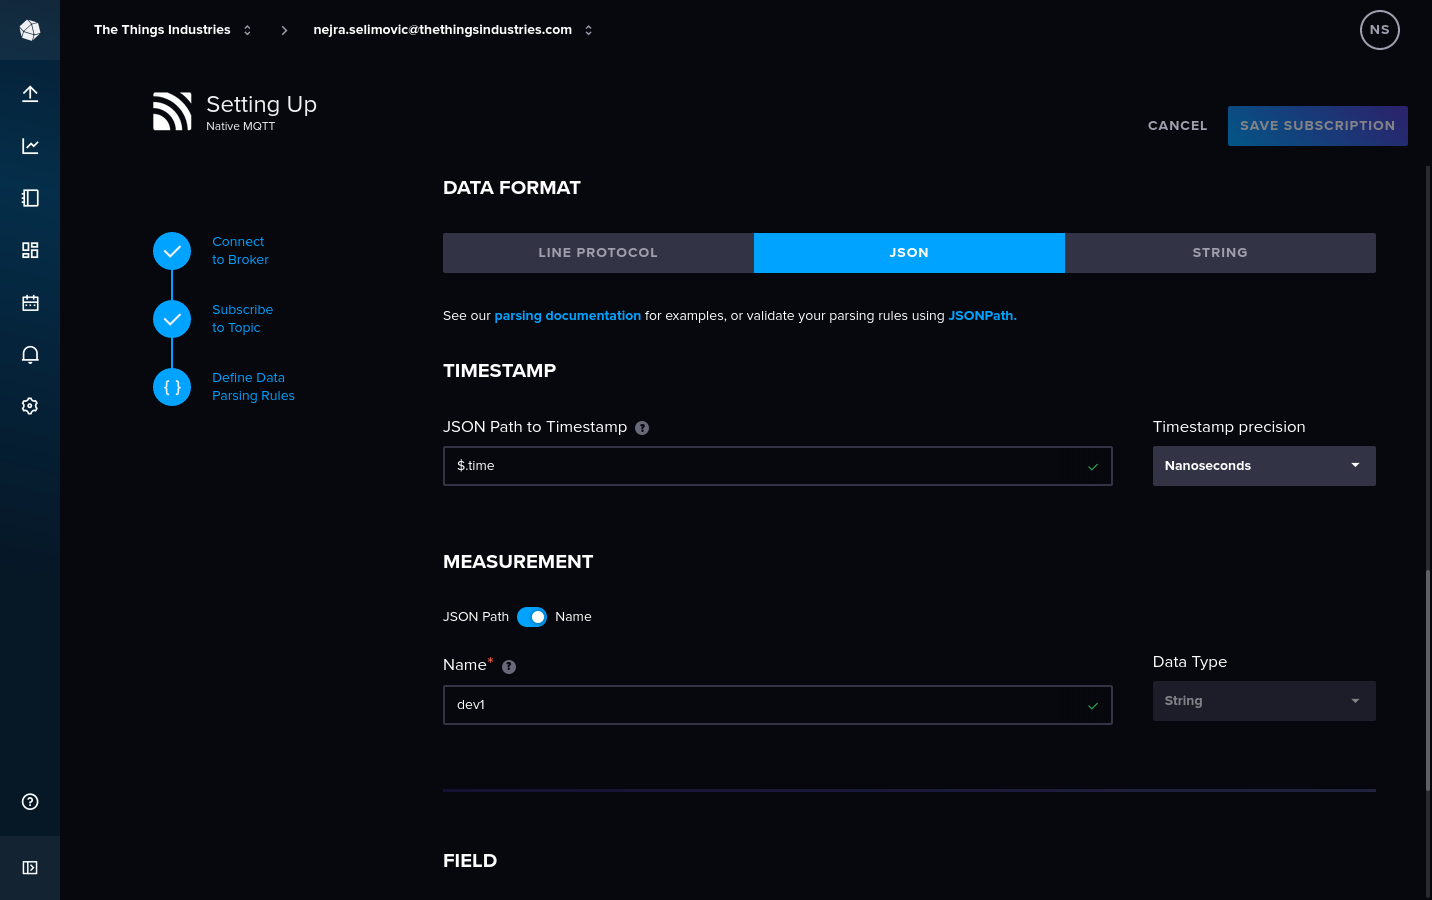 The Things Industries
nejra.selimovic@thethingsindustries.com
NS
Setting Up
Native MQTT
CANCEL
SAVE SUBSCRIPTION
Connect
to Broker
Subscribe
to Topic
{ }
Define Data
Parsing Rules
DATA FORMAT
LINE PROTOCOL
JSON
STRING
See our parsing documentation for examples, or validate your parsing rules using JSONPath.
TIMESTAMP
JSON Path to Timestamp ?
Timestamp precision
$.time
Nanoseconds
MEASUREMENT
JSON Path
Name
Name* ?
Data Type
dev1
String
FIELD